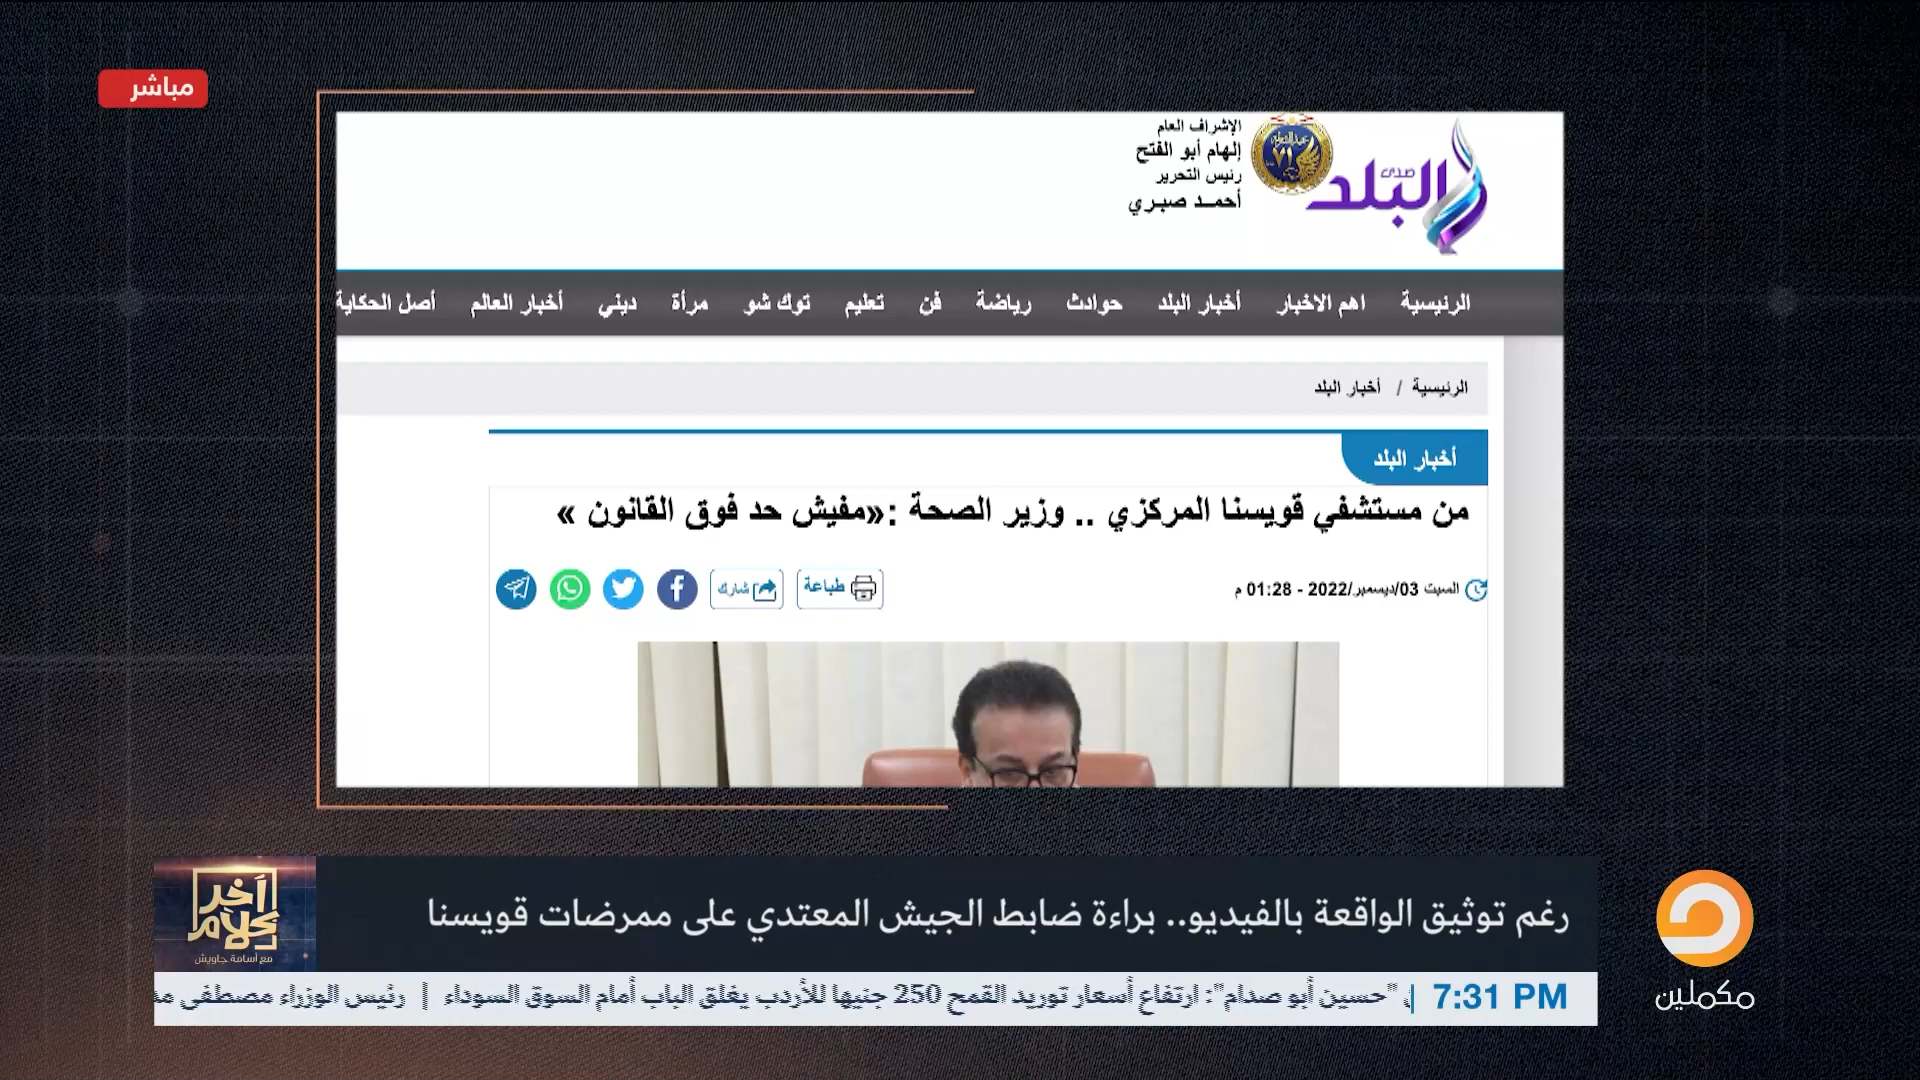 مباشر
الإشراف العام
إلهام أبو الفتح
رئيس التحرير
أحمـد صبـري
صدى
البلد
الرئيسية اهم الاخبار أخبار البلد حوادث رياضة فن تعليم توك شو مرأة ديني أخبار العالم أصل الحكاية
الرئيسية / أخبار البلد
أخبار البلد
من مستشفي قويسنا المركزي .. وزير الصحة :«مفيش حد فوق القانون »
السبت 03/ديسمبر/2022 - 01:28 م
طباعة شارك
رغم توثيق الواقعة بالفيديو.. براءة ضابط الجيش المعتدي على ممرضات قويسنا
آخر
كلام
مع أسامة جاويش
7:31 PM
"حسين أبو صدام": ارتفاع أسعار توريد القمح 250 جنيها للأردب يغلق الباب أمام السوق السوداء | رئيس الوزراء مصطفى
مكملين